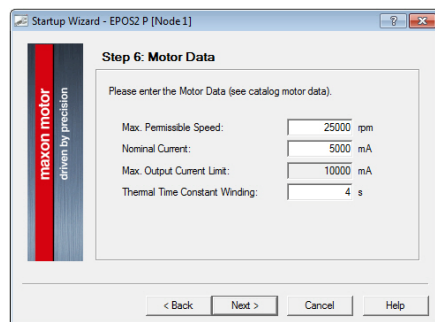 Startup Wizard - EPOS2 P [Node 1]
Step 6: Motor Data
maxon motor
driven by precision
Please enter the Motor Data (see catalog motor data).
Max. Permissible Speed: 25000 rpm
Nominal Current: 5000 mA
Max. Output Current Limit: 10000 mA
Thermal Time Constant Winding: 4 s
< Back Next > Cancel Help